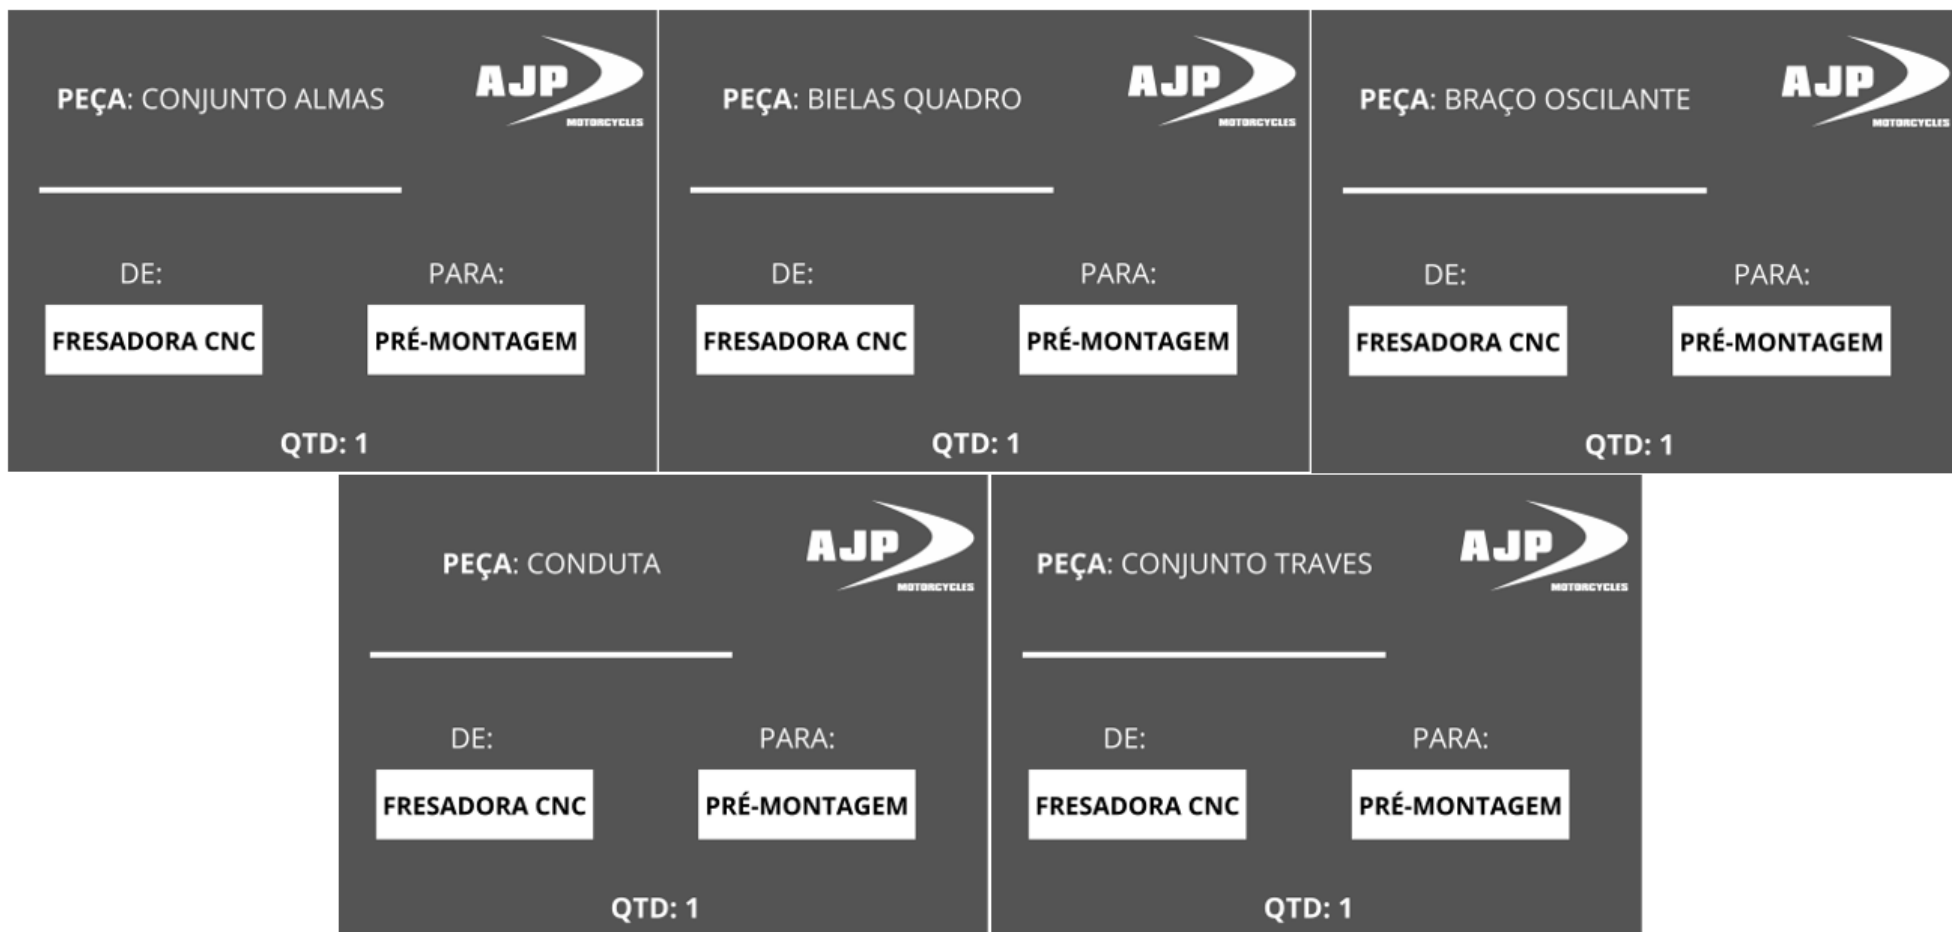 PEÇA: CONJUNTO ALMAS
AJP
MOTORCYCLES
DE:
PARA:
FRESADORA CNC
PRÉ-MONTAGEM
QTD: 1
PEÇA: BIELAS QUADRO
AJP
MOTORCYCLES
DE:
PARA:
FRESADORA CNC
PRÉ-MONTAGEM
QTD: 1
PEÇA: BRAÇO OSCILANTE
AJP
MOTORCYCLES
DE:
PARA:
FRESADORA CNC
PRÉ-MONTAGEM
QTD: 1
PEÇA: CONDUTA
AJP
MOTORCYCLES
DE:
PARA:
FRESADORA CNC
PRÉ-MONTAGEM
QTD: 1
PEÇA: CONJUNTO TRAVES
AJP
MOTORCYCLES
DE:
PARA:
FRESADORA CNC
PRÉ-MONTAGEM
QTD: 1